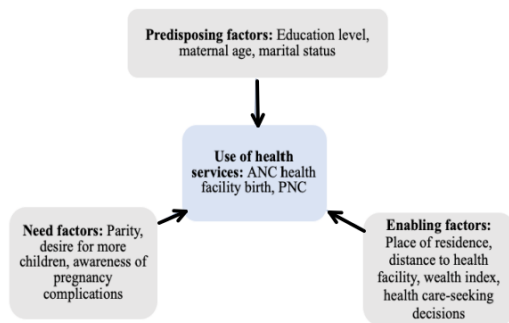 Predisposing factors: Education level,
maternal age, marital status
Use of health
services: ANC health
facility birth, PNC
Need factors: Parity,
desire for more
children, awareness of
pregnancy
complications
Enabling factors:
Place of residence,
distance to health
facility, wealth index,
health care-seeking
decisions